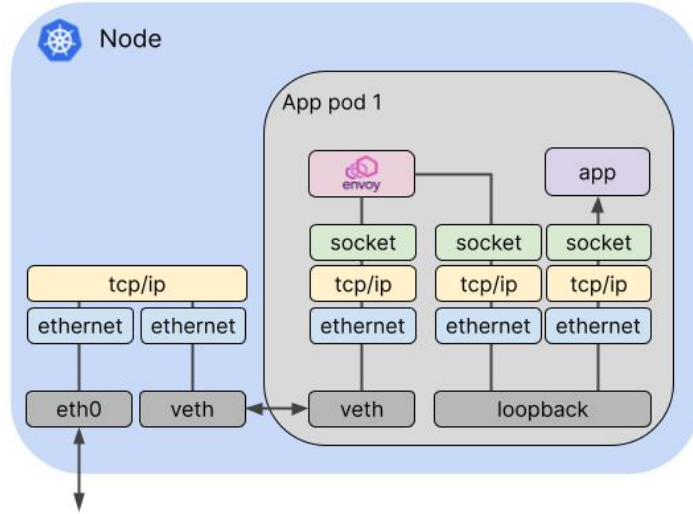 Node
App pod 1
envoy
app
socket
socket
socket
tcp/ip
tcp/ip
tcp/ip
tcp/ip
ethernet
ethernet
ethernet
ethernet
ethernet
eth0
veth
veth
loopback